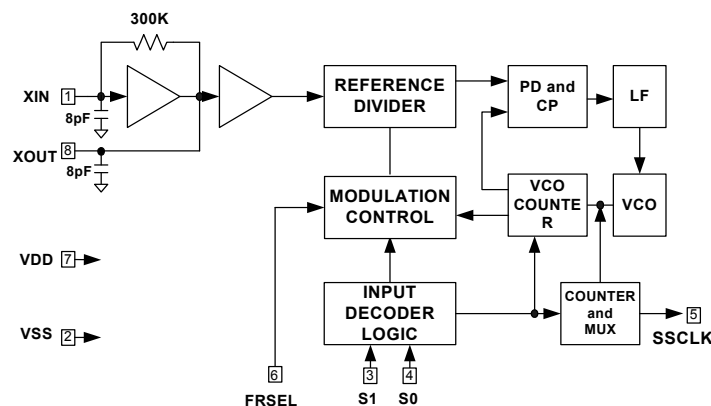 300K
XIN
1
8pF
XOUT
8
8pF
REFERENCE
DIVIDER
PD and
CP
LF
MODULATION
CONTROL
VCO
COUNTE
R
VCO
VDD
7
VSS
2
INPUT
DECODER
LOGIC
COUNTER
and
MUX
5
SSCLK
6
FRSEL
3
S1
4
S0